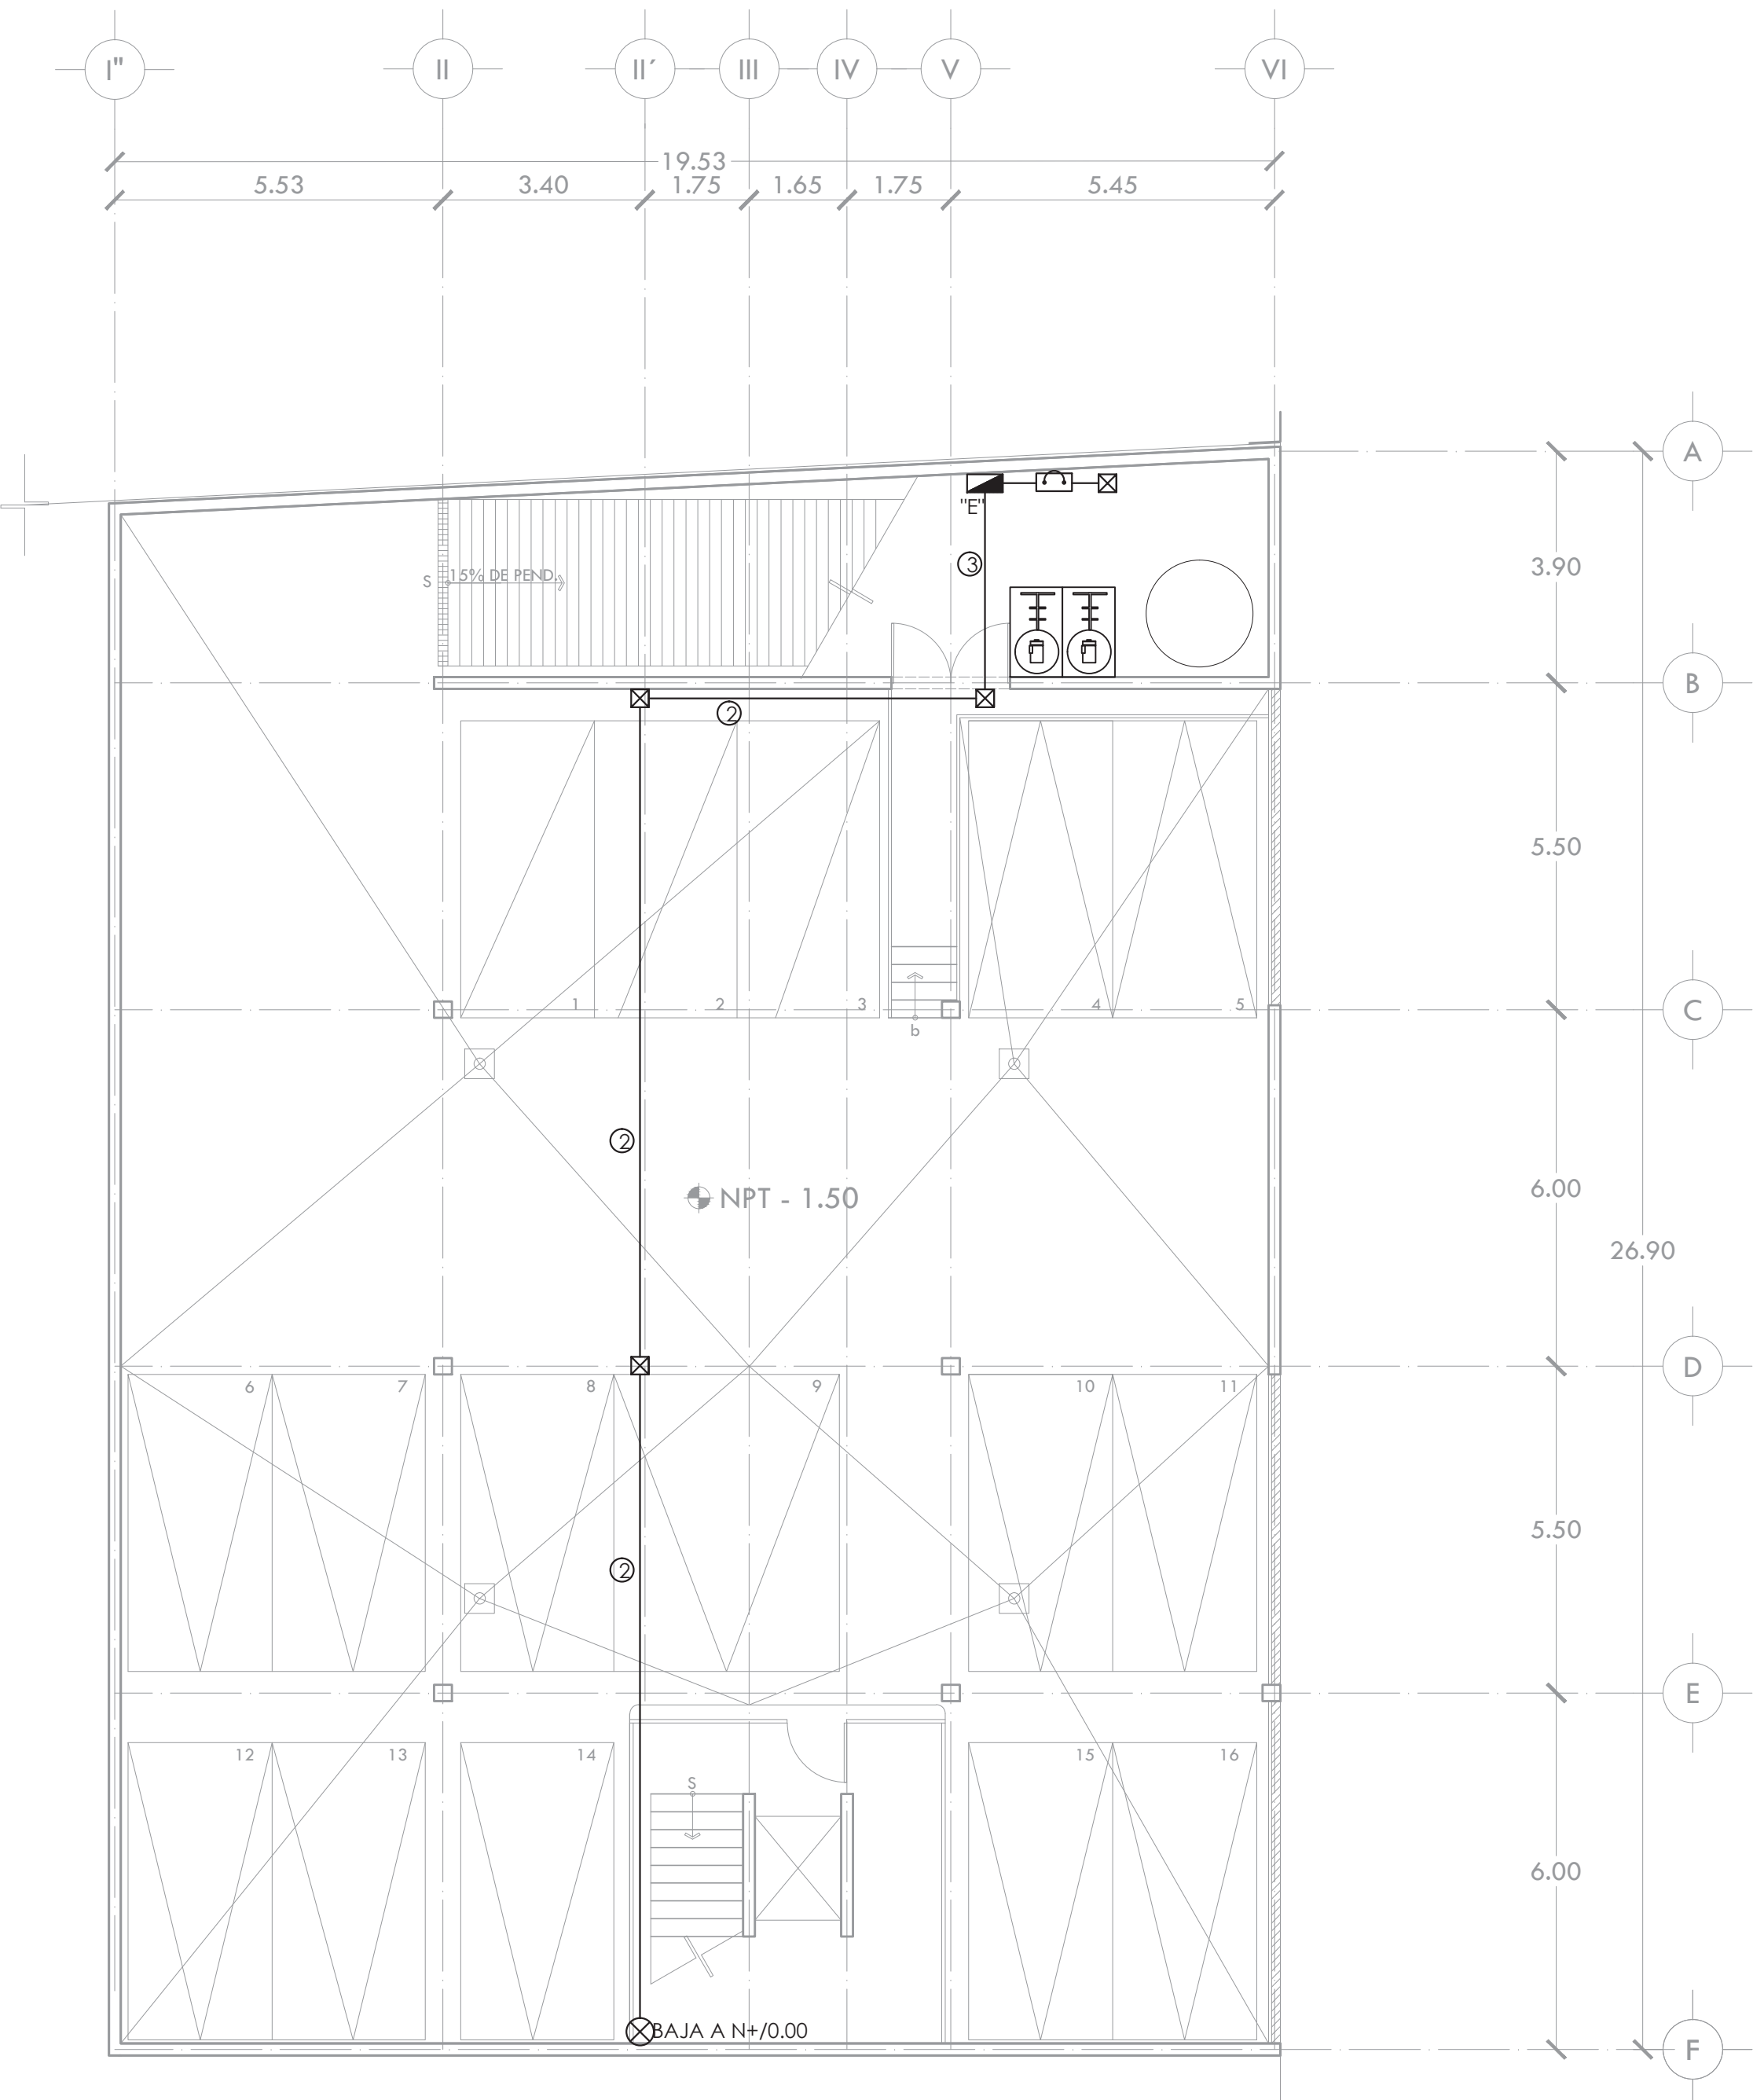 I" II II´ III IV V VI
19.53
5.53 3.40 1.75 1.65 1.75 5.45
A
"E"
3
3.90
S 15% DE PEND.
B
2
5.50
1 2 3 4 5
C
b
2
NPT - 1.50
6.00
26.90
D
6 7 8 9 10 11
5.50
2
E
12 13 14 15 16
S
6.00
BAJA A N+/0.00
F